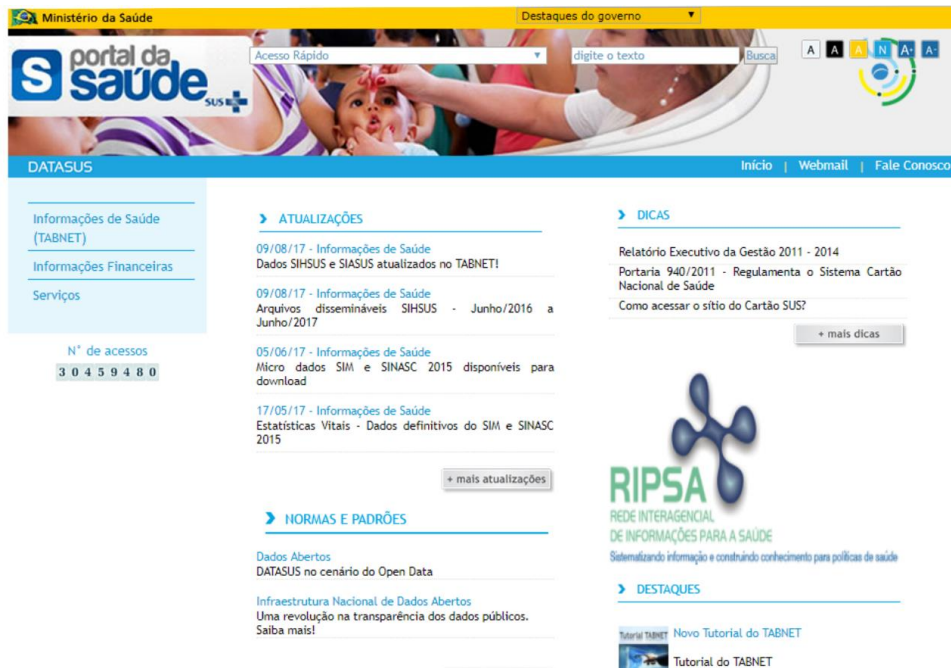 Ministério da Saúde
Destaques do governo
portal da
saúde
SUS
Acesso Rápido
digite o texto
Busca
A A A N A+ A-
DATASUS
Início | Webmail | Fale Conosco
Informações de Saúde
(TABNET)
Informações Financeiras
Serviços
N° de acessos
30459480
ATUALIZAÇÕES
09/08/17 - Informações de Saúde
Dados SIHSUS e SIASUS atualizados no TABNET!
09/08/17 - Informações de Saúde
Arquivos dissemináveis SIHSUS - Junho/2016 a
Junho/2017
05/06/17 - Informações de Saúde
Micro dados SIM e SINASC 2015 disponíveis para
download
17/05/17 - Informações de Saúde
Estatísticas Vitais - Dados definitivos do SIM e SINASC
2015
+ mais atualizações
NORMAS E PADRÕES
Dados Abertos
DATASUS no cenário do Open Data
Infraestrutura Nacional de Dados Abertos
Uma revolução na transparência dos dados públicos.
Saiba mais!
DICAS
Relatório Executivo da Gestão 2011 - 2014
Portaria 940/2011 - Regulamenta o Sistema Cartão
Nacional de Saúde
Como acessar o sítio do Cartão SUS?
+ mais dicas
RIPSA
REDE INTERAGENCIAL
DE INFORMAÇÕES PARA A SAÚDE
Sistematizando informação e construindo conhecimento para políticas de saúde
DESTAQUES
Tutorial TABNET
Novo Tutorial do TABNET
Tutorial do TABNET